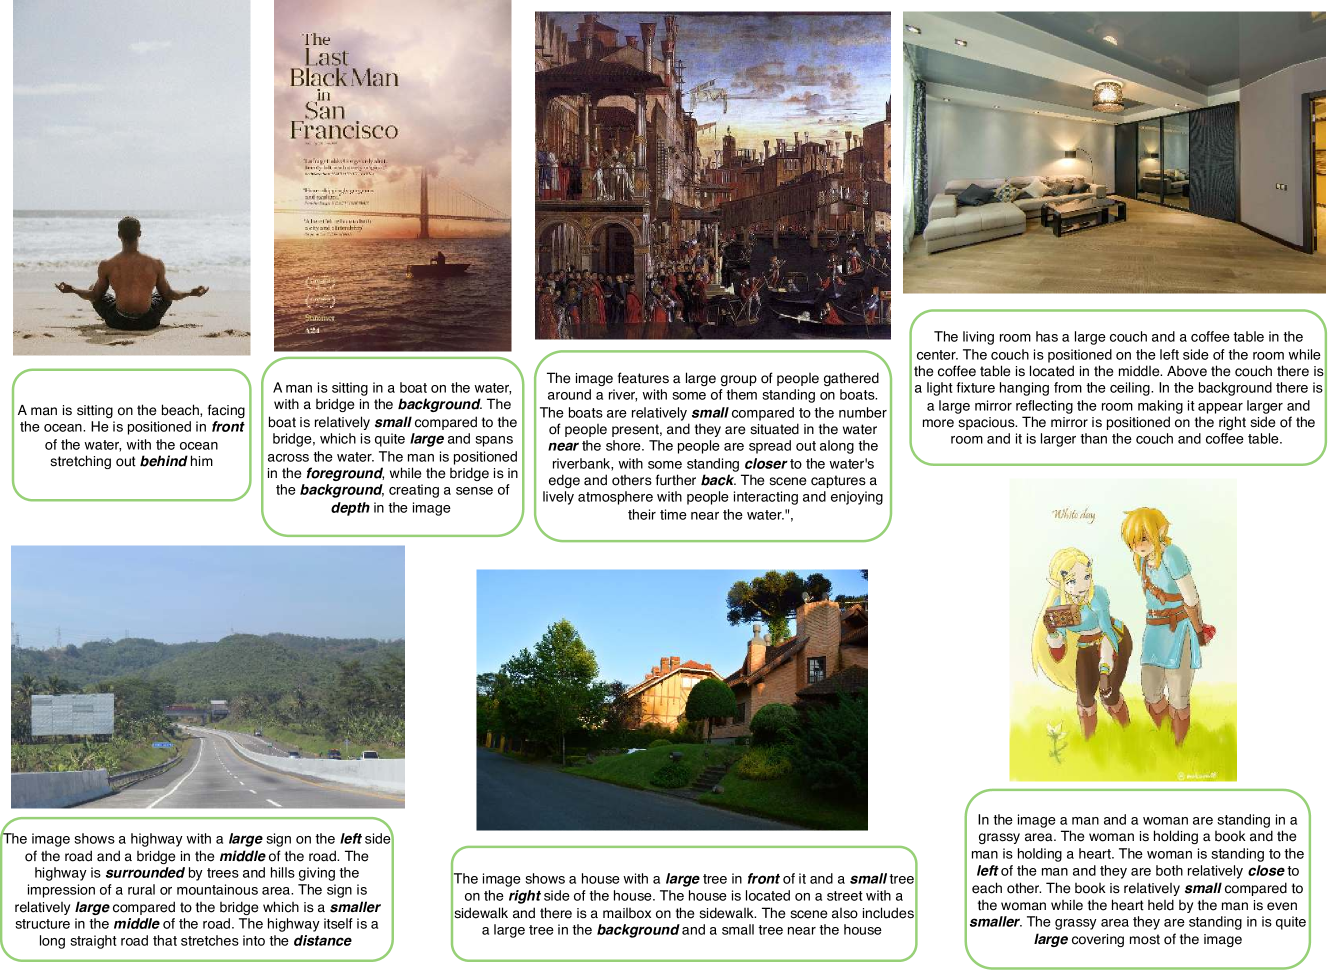 The
Last
Black Man
in
San
Francisco
A24
A man is sitting on the beach, facing
the ocean. He is positioned in front
of the water, with the ocean
stretching out behind him
A man is sitting in a boat on the water,
with a bridge in the background. The
boat is relatively small compared to the
bridge, which is quite large and spans
across the water. The man is positioned
in the foreground, while the bridge is in
the background, creating a sense of
depth in the image
The image features a large group of people gathered
around a river, with some of them standing on boats.
The boats are relatively small compared to the number
of people present, and they are situated in the water
near the shore. The people are spread out along the
riverbank, with some standing closer to the water's
edge and others further back. The scene captures a
lively atmosphere with people interacting and enjoying
their time near the water.",
The living room has a large couch and a coffee table in the
center. The couch is positioned on the left side of the room while
the coffee table is located in the middle. Above the couch there is
a light fixture hanging from the ceiling. In the background there is
a large mirror reflecting the room making it appear larger and
more spacious. The mirror is positioned on the right side of the
room and it is larger than the couch and coffee table.
White day
The image shows a highway with a large sign on the left side
of the road and a bridge in the middle of the road. The
highway is surrounded by trees and hills giving the
impression of a rural or mountainous area. The sign is
relatively large compared to the bridge which is a smaller
structure in the middle of the road. The highway itself is a
long straight road that stretches into the distance
The image shows a house with a large tree in front of it and a small tree
on the right side of the house. The house is located on a street with a
sidewalk and there is a mailbox on the sidewalk. The scene also includes
a large tree in the background and a small tree near the house
In the image a man and a woman are standing in a
grassy area. The woman is holding a book and the
man is holding a heart. The woman is standing to the
left of the man and they are both relatively close to
each other. The book is relatively small compared to
the woman while the heart held by the man is even
smaller. The grassy area they are standing in is quite
large covering most of the image